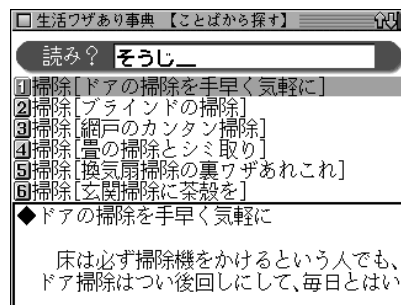 生活ワザあり事典 【ことばから探す】
読み？ そうじ＿
1掃除[ドアの掃除を手早く気軽に]
2掃除[ブラインドの掃除]
3掃除[網戸のカンタン掃除]
4掃除[畳の掃除とシミ取り]
5掃除[換気扇掃除の裏ワザあれこれ]
6掃除[玄関掃除に茶殻を]
◆ドアの掃除を手早く気軽に
床は必ず掃除機をかけるという人でも、
ドア掃除はつい後回しにして、毎日とはい